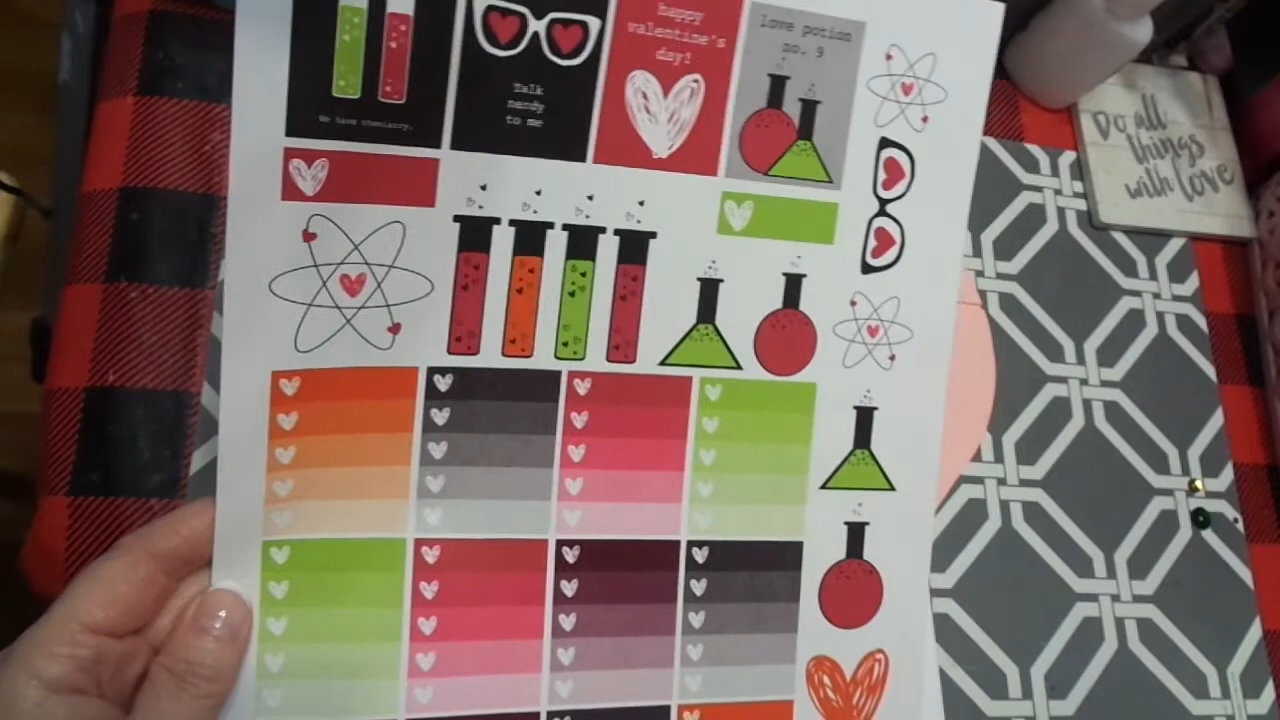 We have chemistry.
Talk
nerdy
to me
happy
valentine's
day!
love potion
no. 9
Do all
things
with love